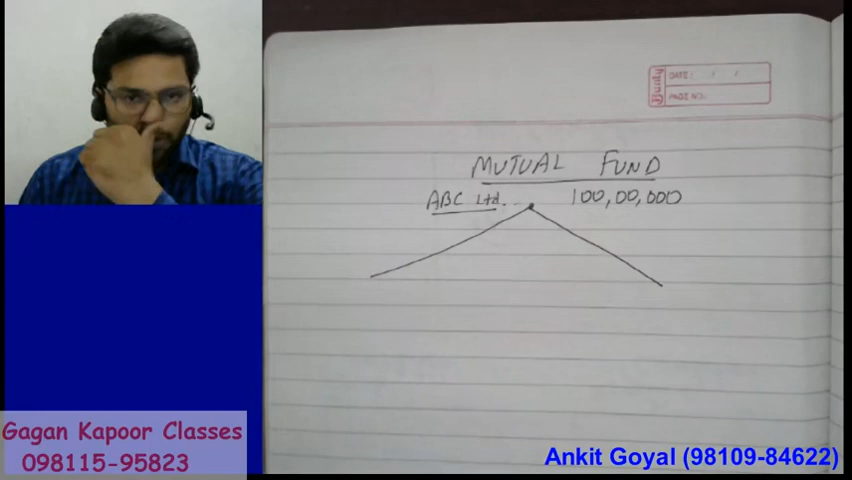 Bunty
DATE: / /
PAGE NO.
MUTUAL FUND
ABC Ltd. 100,00,000
Gagan Kapoor Classes
098115-95823
Ankit Goyal (98109-84622)